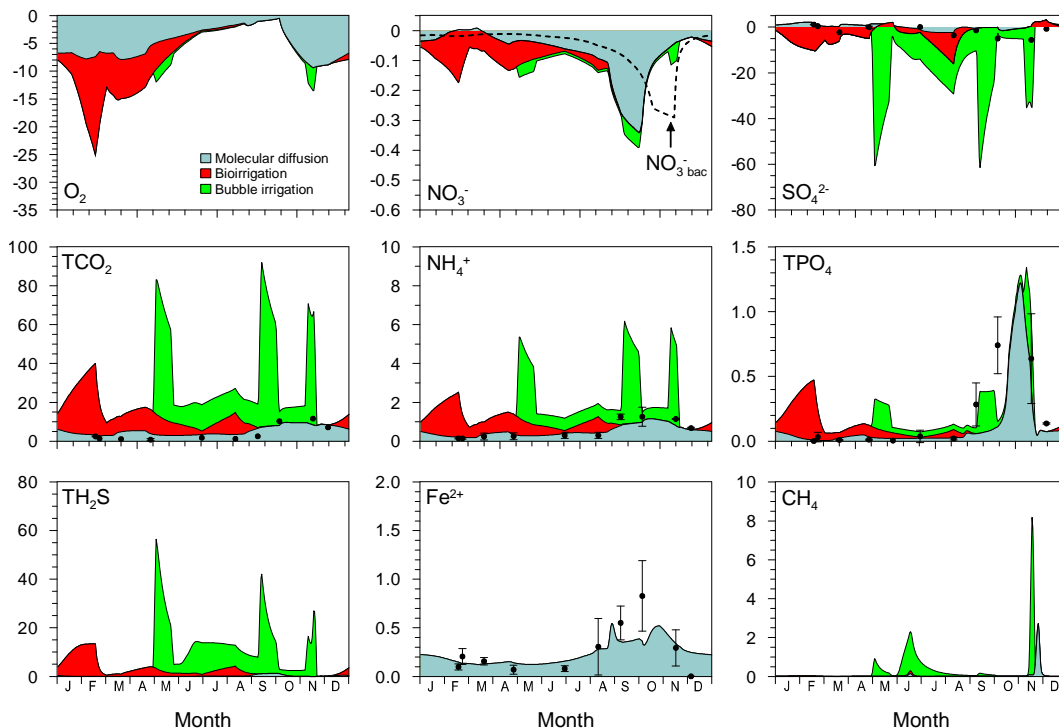 0
-5
-10
-15
-20
-25
-30
-35
O₂
Molecular diffusion
Bioirrigation
Bubble irrigation
0
-0.1
-0.2
-0.3
-0.4
-0.5
-0.6
NO₃⁻
NO₃⁻ bac
0
-20
-40
-60
-80
SO₄²⁻
100
80
60
40
20
0
TCO₂
10
8
6
4
2
0
NH₄⁺
1.5
1.0
0.5
0.0
TPO₄
80
60
40
20
0
TH₂S
J F M A M J J A S O N D
Month
2.0
1.5
1.0
0.5
0.0
Fe²⁺
J F M A M J J A S O N D
Month
10
8
6
4
2
0
CH₄
J F M A M J J A S O N D
Month